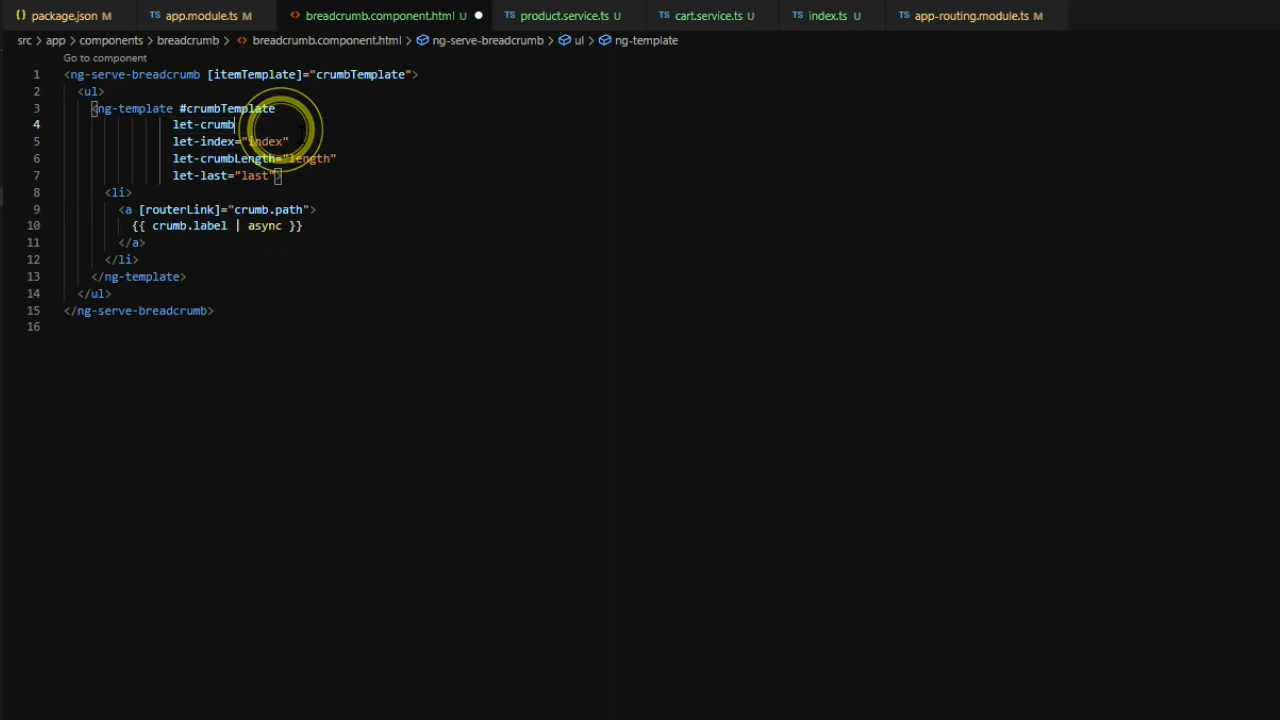 {} package.json M
TS app.module.ts M
<> breadcrumb.component.html U
TS product.service.ts U
TS cart.service.ts U
TS index.ts U
TS app-routing.module.ts M
src > app > components > breadcrumb > <> breadcrumb.component.html > ng-serve-breadcrumb > ul > ng-template
Go to component
1 <ng-serve-breadcrumb [itemTemplate]="crumbTemplate">
2 <ul>
3 <ng-template #crumbTemplate
4 let-crumb
5 let-index="index"
6 let-crumbLength="length"
7 let-last="last">
8 <li>
9 <a [routerLink]="crumb.path">
10 {{ crumb.label | async }}
11 </a>
12 </li>
13 </ng-template>
14 </ul>
15 </ng-serve-breadcrumb>
16